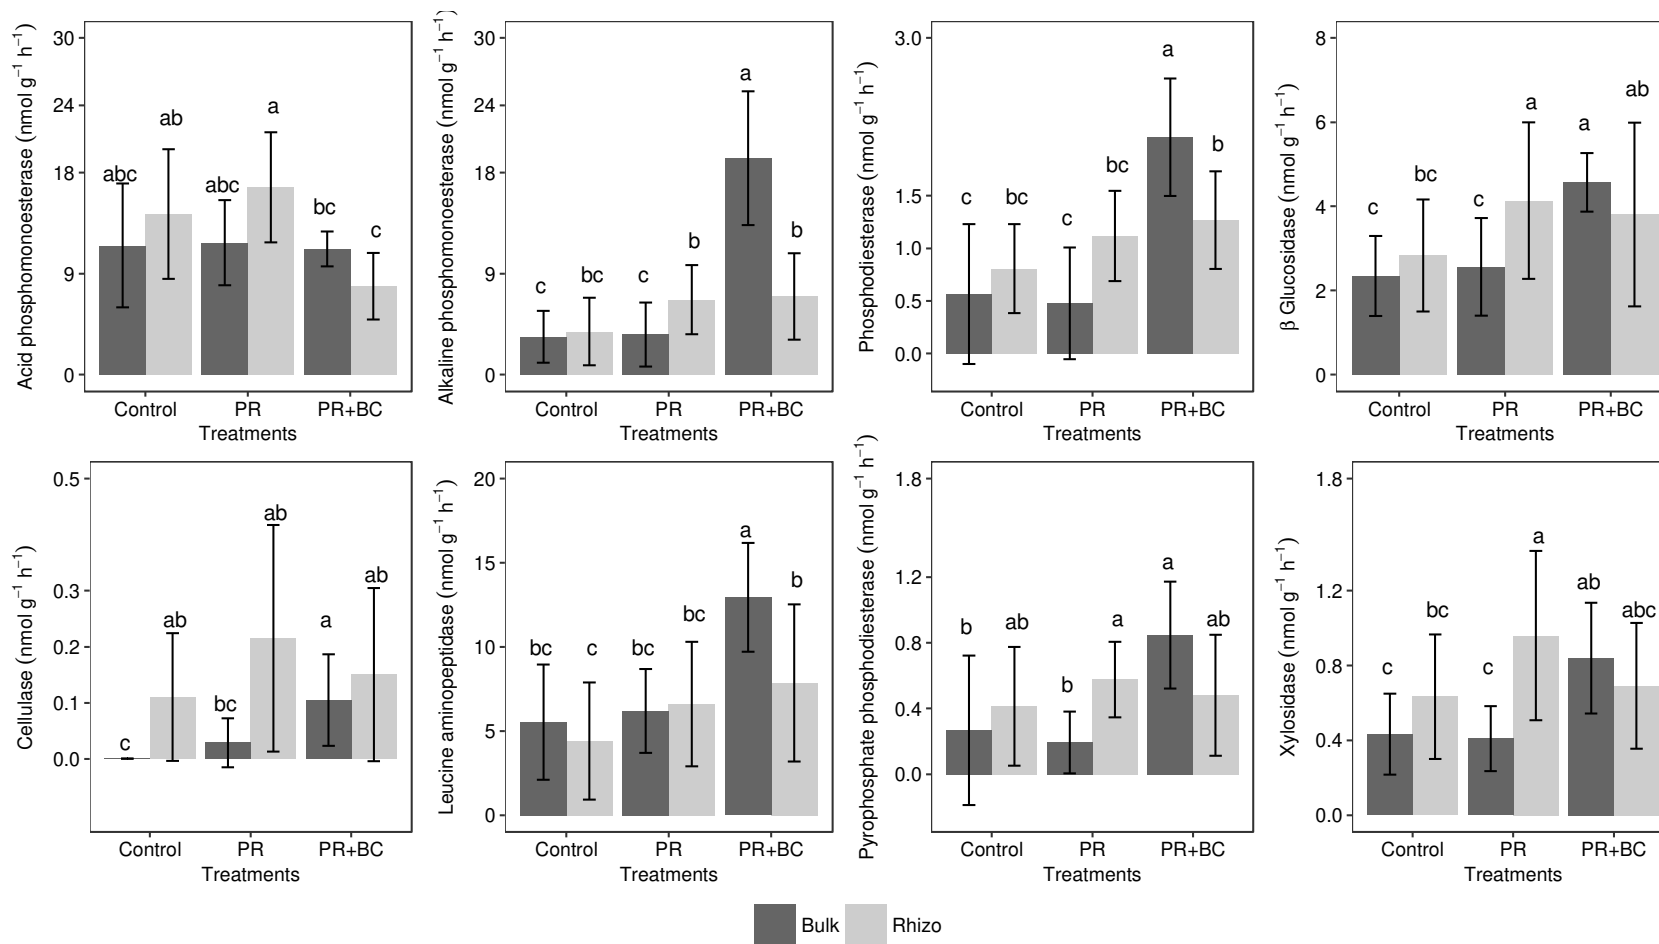 Acid phosphomonoesterase (nmol g⁻¹ h⁻¹)
30
24
18
9
0
abc
ab
abc
a
bc
c
Control
PR
PR+BC
Treatments
Alkaline phosphomonoesterase (nmol g⁻¹ h⁻¹)
30
24
18
9
0
c
bc
c
b
a
b
Control
PR
PR+BC
Treatments
Phosphodiesterase (nmol g⁻¹ h⁻¹)
3.0
1.5
1.0
0.5
0.0
c
bc
c
bc
a
b
Control
PR
PR+BC
Treatments
β Glucosidase (nmol g⁻¹ h⁻¹)
8
6
4
2
0
c
bc
c
a
a
ab
Control
PR
PR+BC
Treatments
Cellulase (nmol g⁻¹ h⁻¹)
0.5
0.3
0.2
0.1
0.0
c
ab
bc
ab
a
ab
Control
PR
PR+BC
Treatments
Leucine aminopeptidase (nmol g⁻¹ h⁻¹)
20
15
10
5
0
bc
c
bc
bc
a
b
Control
PR
PR+BC
Treatments
Pyrophosphate phosphodiesterase (nmol g⁻¹ h⁻¹)
1.8
1.2
0.8
0.4
0.0
b
ab
b
a
a
ab
Control
PR
PR+BC
Treatments
Xylosidase (nmol g⁻¹ h⁻¹)
1.8
1.2
0.8
0.4
0.0
c
bc
c
a
ab
abc
Control
PR
PR+BC
Treatments
Bulk
Rhizo